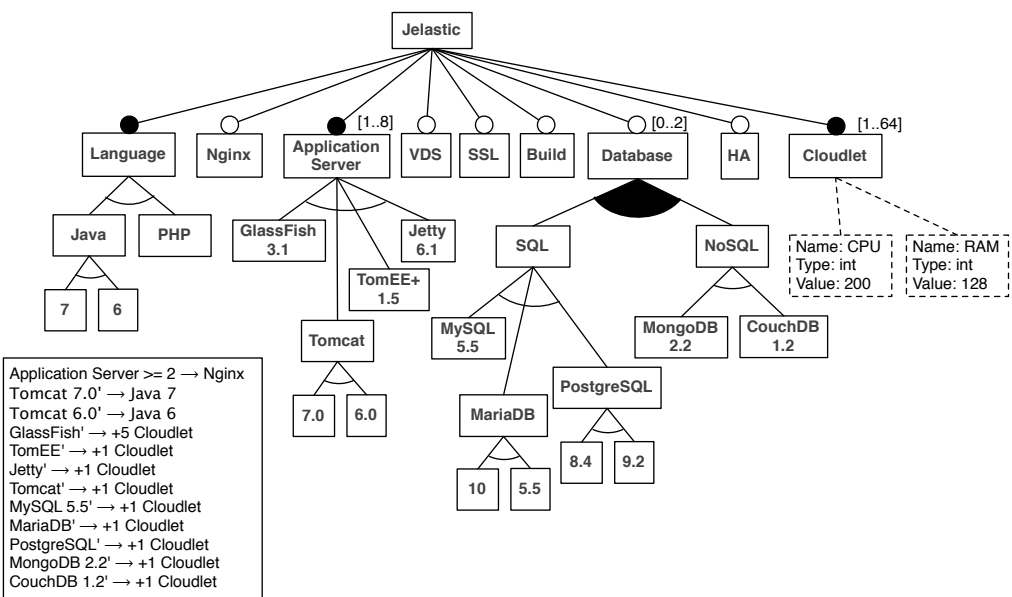 Jelastic
[1..8]
[0..2]
[1..64]
Language
Nginx
Application
Server
VDS
SSL
Build
Database
HA
Cloudlet
Java
PHP
GlassFish
3.1
Jetty
6.1
SQL
NoSQL
Name: CPU
Type: int
Value: 200
Name: RAM
Type: int
Value: 128
TomEE+
1.5
7
6
Tomcat
MySQL
5.5
MongoDB
2.2
CouchDB
1.2
PostgreSQL
7.0
6.0
MariaDB
8.4
9.2
10
5.5
Application Server >= 2 → Nginx
Tomcat 7.0' → Java 7
Tomcat 6.0' → Java 6
GlassFish' → +5 Cloudlet
TomEE' → +1 Cloudlet
Jetty' → +1 Cloudlet
Tomcat' → +1 Cloudlet
MySQL 5.5' → +1 Cloudlet
MariaDB' → +1 Cloudlet
PostgreSQL' → +1 Cloudlet
MongoDB 2.2' → +1 Cloudlet
CouchDB 1.2' → +1 Cloudlet